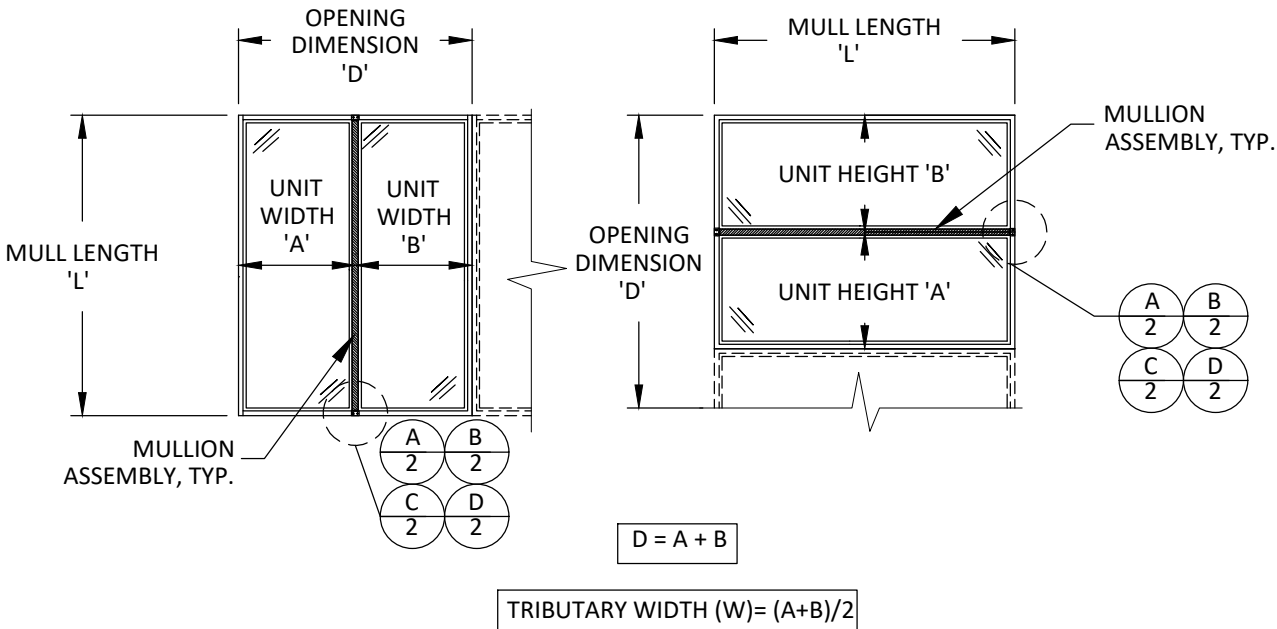 OPENING
DIMENSION
'D'
MULL LENGTH
'L'
UNIT
WIDTH
'A'
UNIT
WIDTH
'B'
MULLION
ASSEMBLY, TYP.
A
2
B
2
C
2
D
2
MULL LENGTH
'L'
OPENING
DIMENSION
'D'
UNIT HEIGHT 'B'
UNIT HEIGHT 'A'
MULLION
ASSEMBLY, TYP.
A
2
B
2
C
2
D
2
D = A + B
TRIBUTARY WIDTH (W)= (A+B)/2